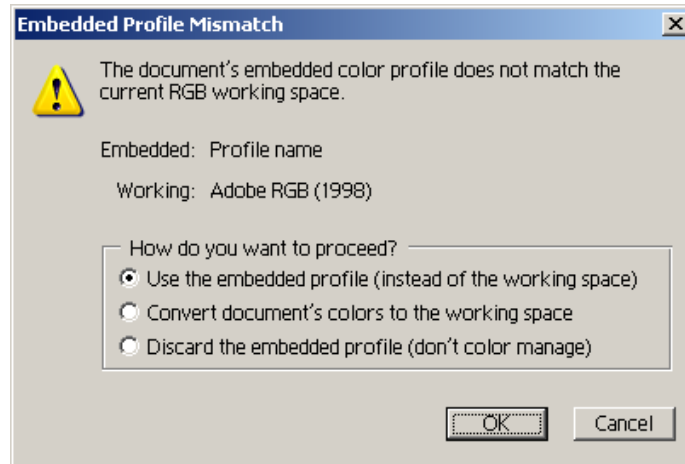 Embedded Profile Mismatch
The document's embedded color profile does not match the
current RGB working space.
Embedded: Profile name
Working: Adobe RGB (1998)
How do you want to proceed?
Use the embedded profile (instead of the working space)
Convert document's colors to the working space
Discard the embedded profile (don't color manage)
OK Cancel